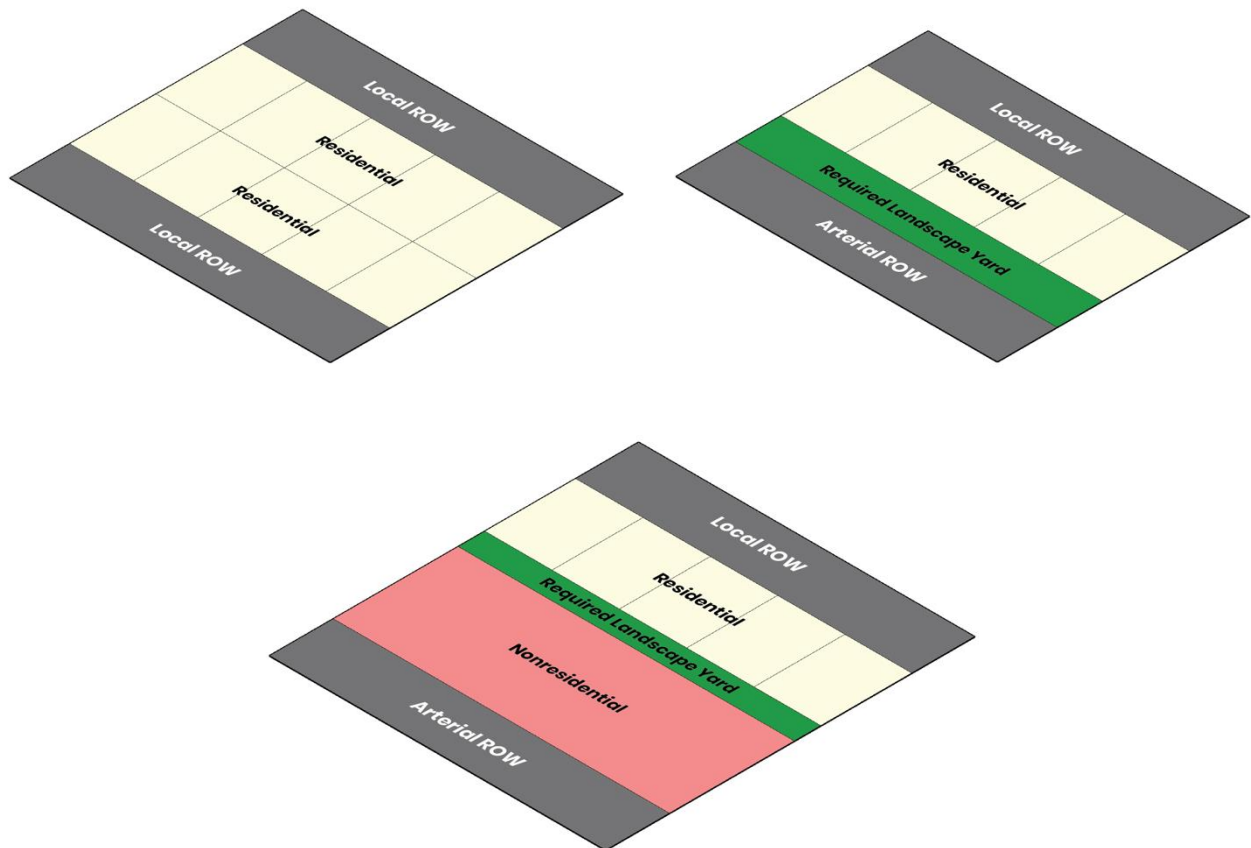 Local ROW
Residential
Residential
Local ROW
Local ROW
Residential
Required Landscape Yard
Arterial ROW
Local ROW
Residential
Required Landscape Yard
Nonresidential
Arterial ROW